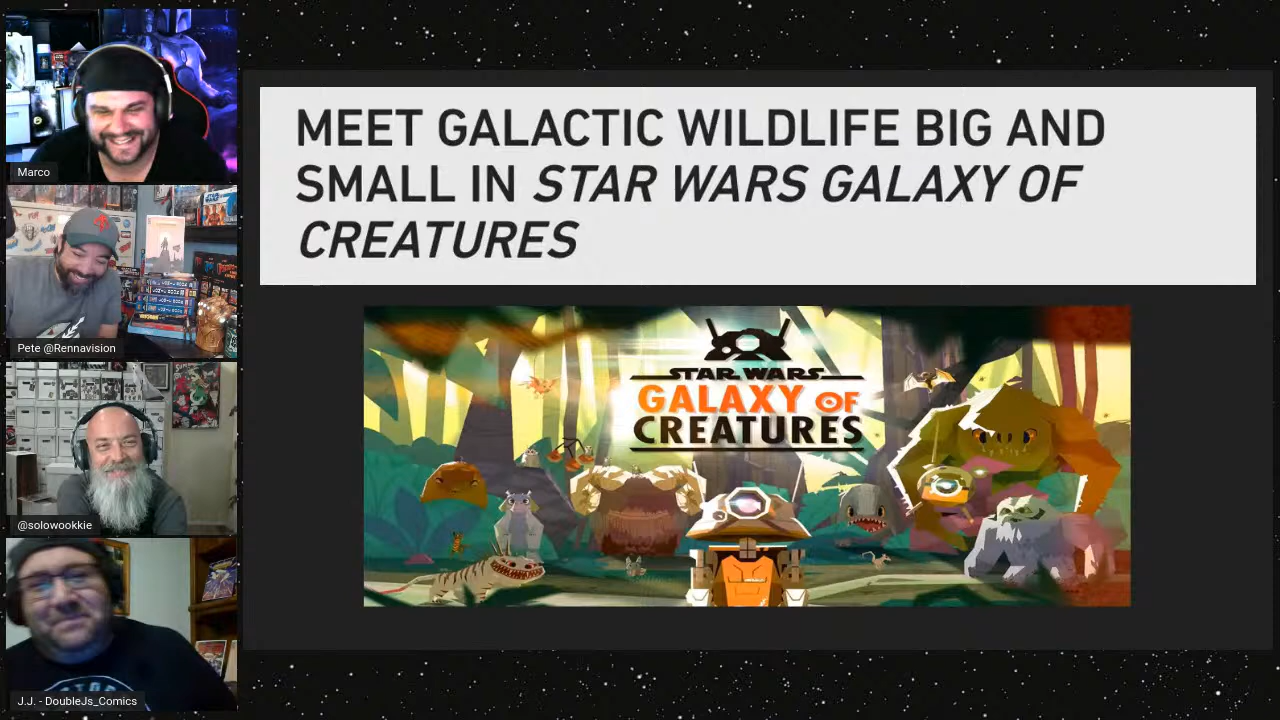 MEET GALACTIC WILDLIFE BIG AND
SMALL IN STAR WARS GALAXY OF
CREATURES
STAR WARS
GALAXY OF
CREATURES
Marco
Pete @Rennavision
@solowookkie
J.J. - DoubleJs_Comics